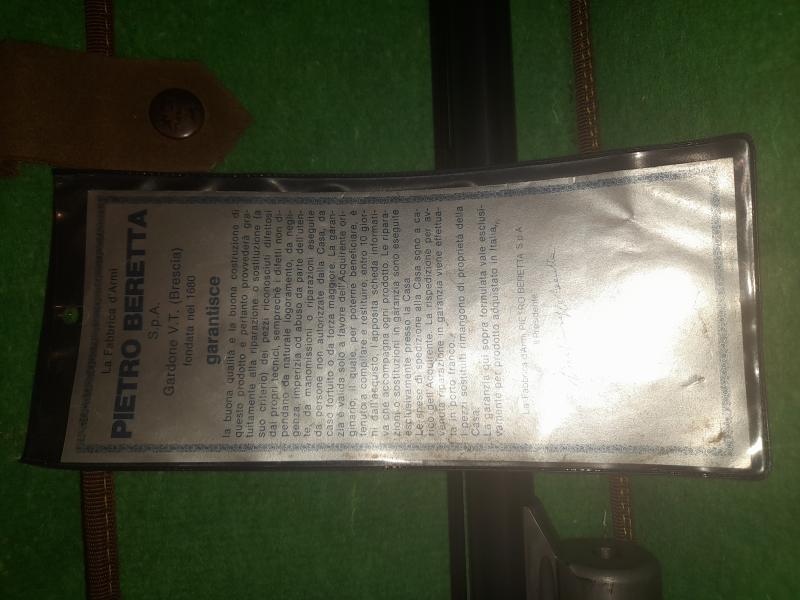 La Fabbrica d'Armi
PIETRO BERETTA
S.p.A.
Gardone V.T. (Brescia)
fondata nel 1680
garantisce
la buona qualità e la buona costruzione di
questo prodotto e pertanto provvederà gra-
tuitamente alla riparazione o sostituzione (a
suo criterio) dei pezzi riconosciuti difettosi
dai propri tecnici, sempreché i difetti non di-
pendano da naturale logoramento, da negli-
genza, imperizia od abuso da parte dell'uten-
te, da manomissioni o riparazioni eseguite
da persone non autorizzate dalla Casa, da
caso fortuito o da forza maggiore. La garan-
zia è valida solo a favore dell'Acquirente ori-
ginario il quale, per poterne beneficiare, è
tenuto a compilare e restituire, entro 10 gior-
ni dall'acquisto, l'apposita scheda informati-
va che accompagna ogni prodotto. Le ripara-
zioni o sostituzioni in garanzia sono eseguite
esclusivamente presso la Casa.
Le spese di spedizione alla Casa sono a ca-
rico dell'Acquirente. La rispedizione per av-
venuta riparazione in garanzia viene effettua-
ta in porto franco.
I pezzi sostituiti rimangono di proprietà della
Casa.
La garanzia qui sopra formulata vale esclusi-
vamente per prodotto acquistato in Italia.
La Fabbrica d'Armi PIETRO BERETTA S.p.A.
Il Presidente